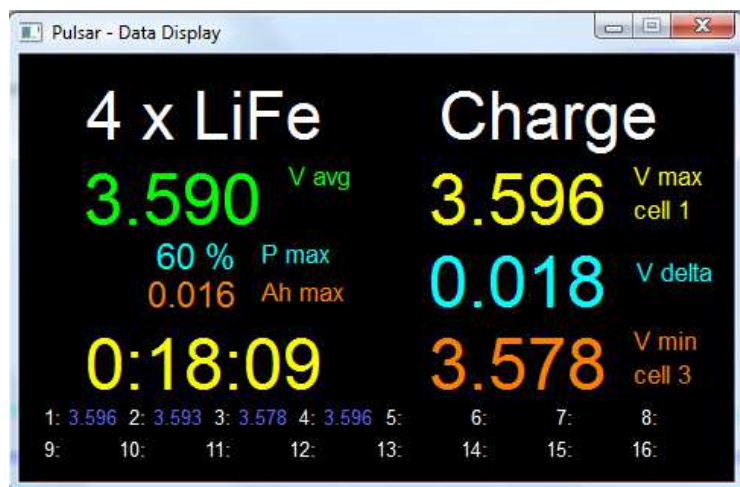 Pulsar - Data Display
4 x LiFe Charge
3.590 V avg 3.596 V max cell 1
60 % P max
0.016 Ah max
0.018 V delta
0:18:09 3.578 V min cell 3
1: 3.596 2: 3.593 3: 3.578 4: 3.596 5: 6: 7: 8:
9: 10: 11: 12: 13: 14: 15: 16: